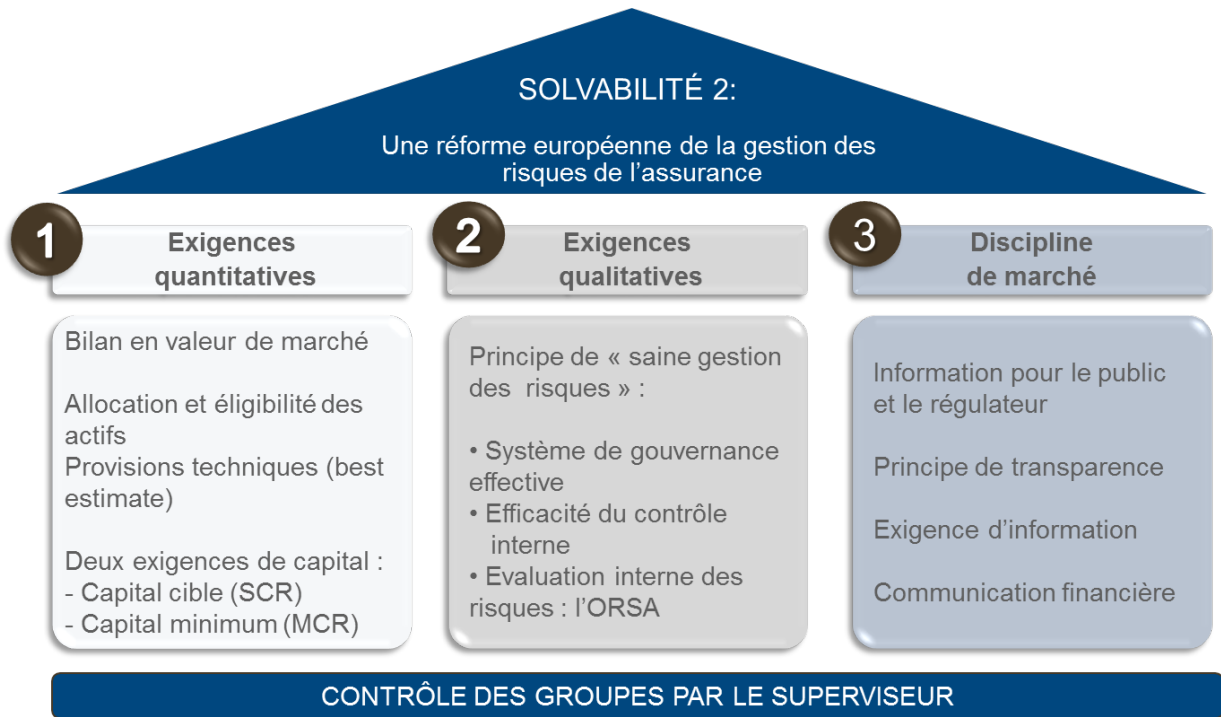 SOLVABILITÉ 2:
Une réforme européenne de la gestion des
risques de l’assurance
1
Exigences
quantitatives
Bilan en valeur de marché
Allocation et éligibilité des
actifs
Provisions techniques (best
estimate)
Deux exigences de capital :
- Capital cible (SCR)
- Capital minimum (MCR)
2
Exigences
qualitatives
Principe de « saine gestion
des risques » :
• Système de gouvernance
effective
• Efficacité du contrôle
interne
• Evaluation interne des
risques : l’ORSA
3
Discipline
de marché
Information pour le public
et le régulateur
Principe de transparence
Exigence d’information
Communication financière
CONTRÔLE DES GROUPES PAR LE SUPERVISEUR